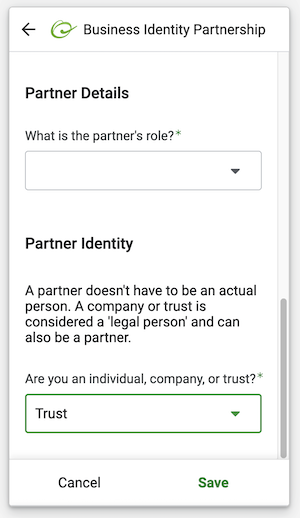 Business Identity Partnership
Partner Details
What is the partner's role?*
Partner Identity
A partner doesn't have to be an actual
person. A company or trust is
considered a 'legal person' and can
also be a partner.
Are you an individual, company, or trust?*
Trust
Cancel Save